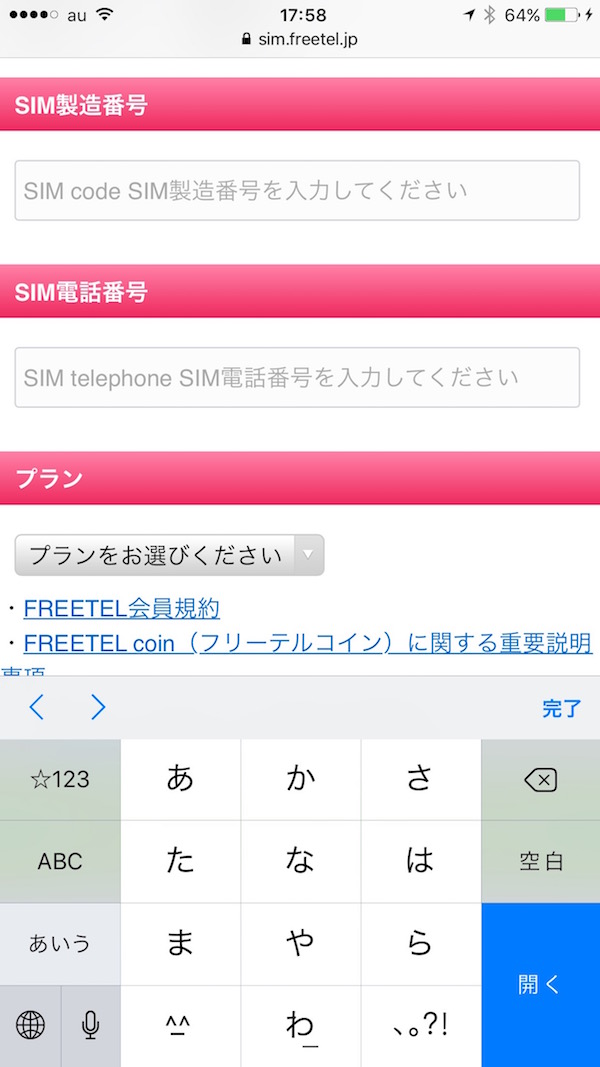 au 17:58 64%
sim.freetel.jp
SIM製造番号
SIM code SIM製造番号を入力してください
SIM電話番号
SIM telephone SIM電話番号を入力してください
プラン
プランをお選びください
・FREETEL会員規約
・FREETEL coin（フリーテルコイン）に関する重要説明
事項
完了
☆123 あ か さ
ABC た な は 空白
あいう ま や ら 開く
^^ わ 、。?!